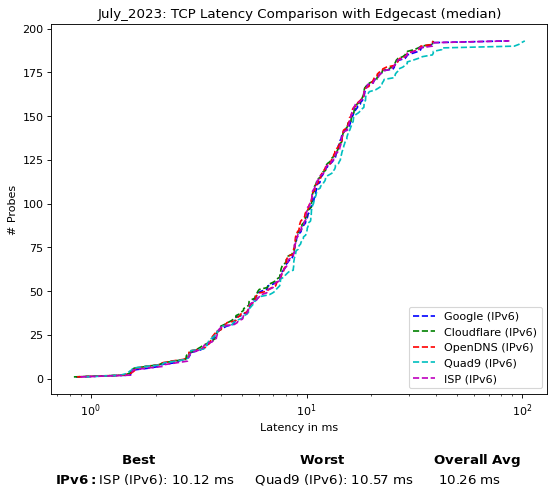 July_2023: TCP Latency Comparison with Edgecast (median)
200
175
150
125
100
75
50
25
0
# Probes
Google (IPv6)
Cloudflare (IPv6)
OpenDNS (IPv6)
Quad9 (IPv6)
ISP (IPv6)
10⁰ 10¹ 10²
Latency in ms
Best Worst Overall Avg
IPv6: ISP (IPv6): 10.12 ms Quad9 (IPv6): 10.57 ms 10.26 ms